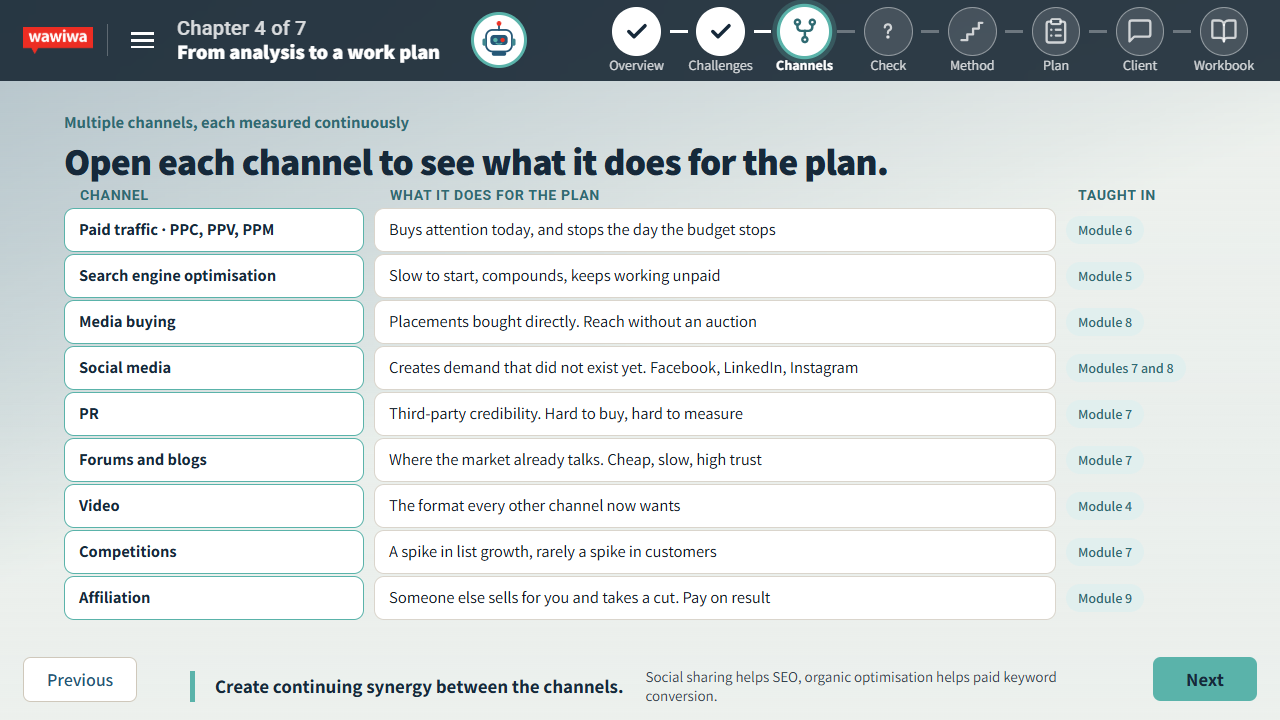 wawiwa
Chapter 4 of 7
From analysis to a work plan
Overview
Challenges
Channels
?
Check
Method
Plan
Client
Workbook
Multiple channels, each measured continuously
Open each channel to see what it does for the plan.
CHANNEL
WHAT IT DOES FOR THE PLAN
TAUGHT IN
Paid traffic · PPC, PPV, PPM
Buys attention today, and stops the day the budget stops
Module 6
Search engine optimisation
Slow to start, compounds, keeps working unpaid
Module 5
Media buying
Placements bought directly. Reach without an auction
Module 8
Social media
Creates demand that did not exist yet. Facebook, LinkedIn, Instagram
Modules 7 and 8
PR
Third-party credibility. Hard to buy, hard to measure
Module 7
Forums and blogs
Where the market already talks. Cheap, slow, high trust
Module 7
Video
The format every other channel now wants
Module 4
Competitions
A spike in list growth, rarely a spike in customers
Module 7
Affiliation
Someone else sells for you and takes a cut. Pay on result
Module 9
Previous
Create continuing synergy between the channels.
Social sharing helps SEO, organic optimisation helps paid keyword
conversion.
Next